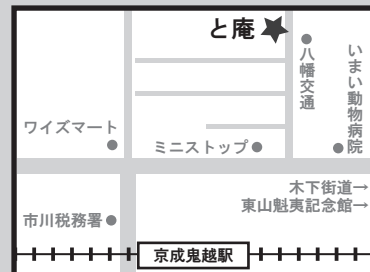 と庵
八幡交通
いまい動物病院
ワイズマート
ミニストップ
木下街道→
東山魁夷記念館→
市川税務署
京成鬼越駅